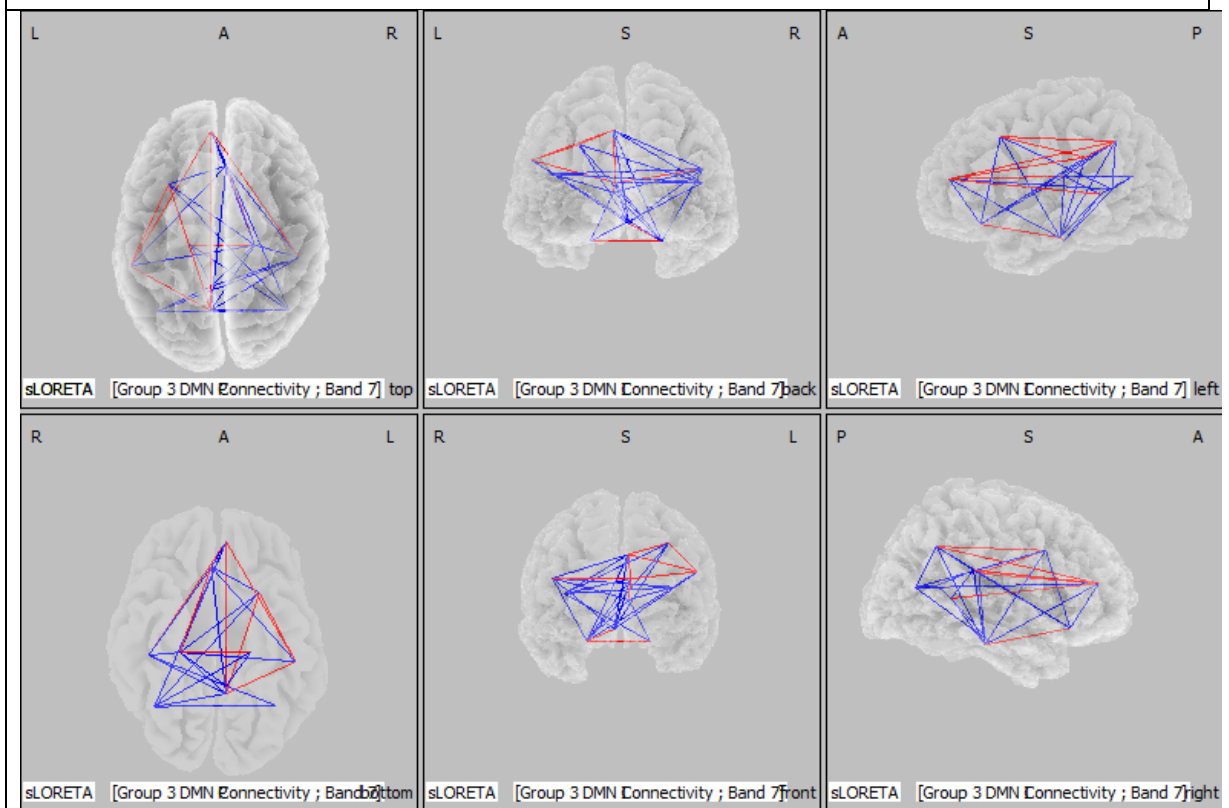 L A R
L S R
A S P
sLORETA [Group 3 DMN Connectivity ; Band 7] top
sLORETA [Group 3 DMN Connectivity ; Band 7] back
sLORETA [Group 3 DMN Connectivity ; Band 7] left
R A L
R S L
P S A
sLORETA [Group 3 DMN Connectivity ; Band 7] bottom
sLORETA [Group 3 DMN Connectivity ; Band 7] front
sLORETA [Group 3 DMN Connectivity ; Band 7] right